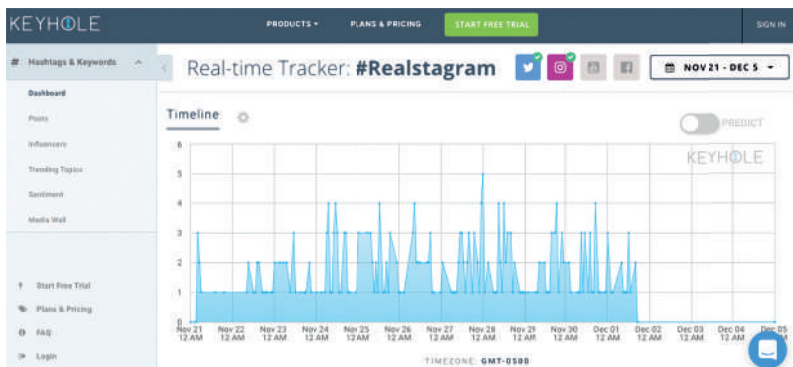 KEYHOLE
PRODUCTS
PLANS & PRICING
START FREE TRIAL
SIGN IN
# Hashtags & Keywords
Dashboard
Posts
Influencers
Trending Topics
Sentiment
Media Wall
Start Free Trial
Plans & Pricing
FAQ
Login
Real-time Tracker: #Realstagram
NOV 21 - DEC 5
Timeline
PREDICT
KEYHOLE
6
5
4
3
2
1
0
Nov 21 Nov 22 Nov 23 Nov 24 Nov 25 Nov 26 Nov 27 Nov 28 Nov 29 Nov 30 Dec 01 Dec 02 Dec 03 Dec 04 Dec 05
12 AM 12 AM 12 AM 12 AM 12 AM 12 AM 12 AM 12 AM 12 AM 12 AM 12 AM 12 AM 12 AM 12 AM
TIMEZONE: GMT-0500